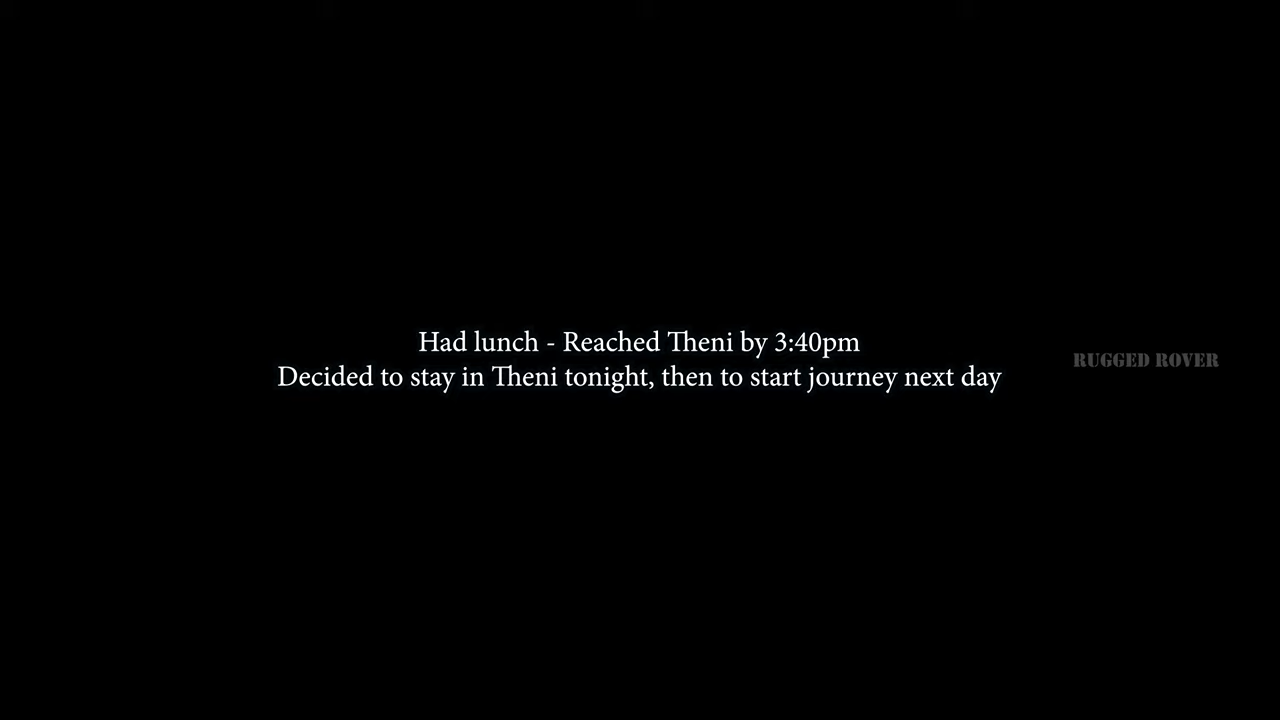 Had lunch - Reached Theni by 3:40pm
Decided to stay in Theni tonight, then to start journey next day
RUGGED ROVER